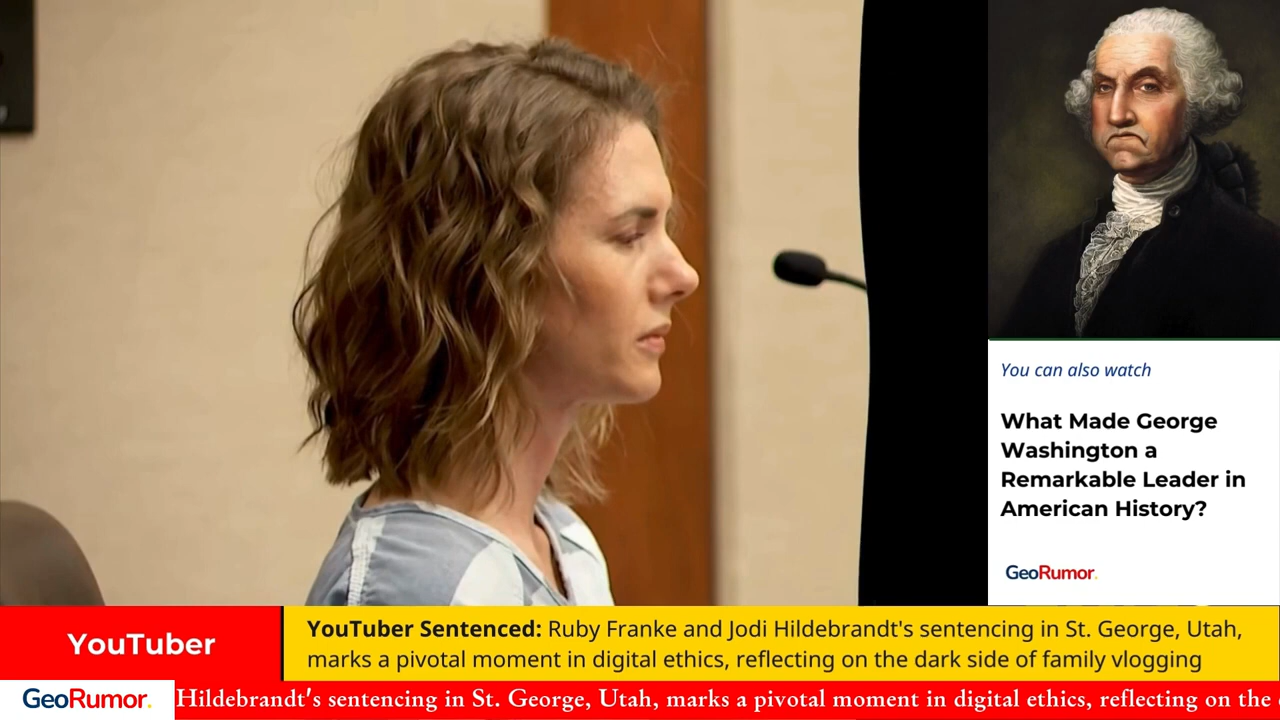 You can also watch
What Made George
Washington a
Remarkable Leader in
American History?
GeoRumor.
YouTuber
YouTuber Sentenced: Ruby Franke and Jodi Hildebrandt's sentencing in St. George, Utah,
marks a pivotal moment in digital ethics, reflecting on the dark side of family vlogging
GeoRumor.
Hildebrandt's sentencing in St. George, Utah, marks a pivotal moment in digital ethics, reflecting on the